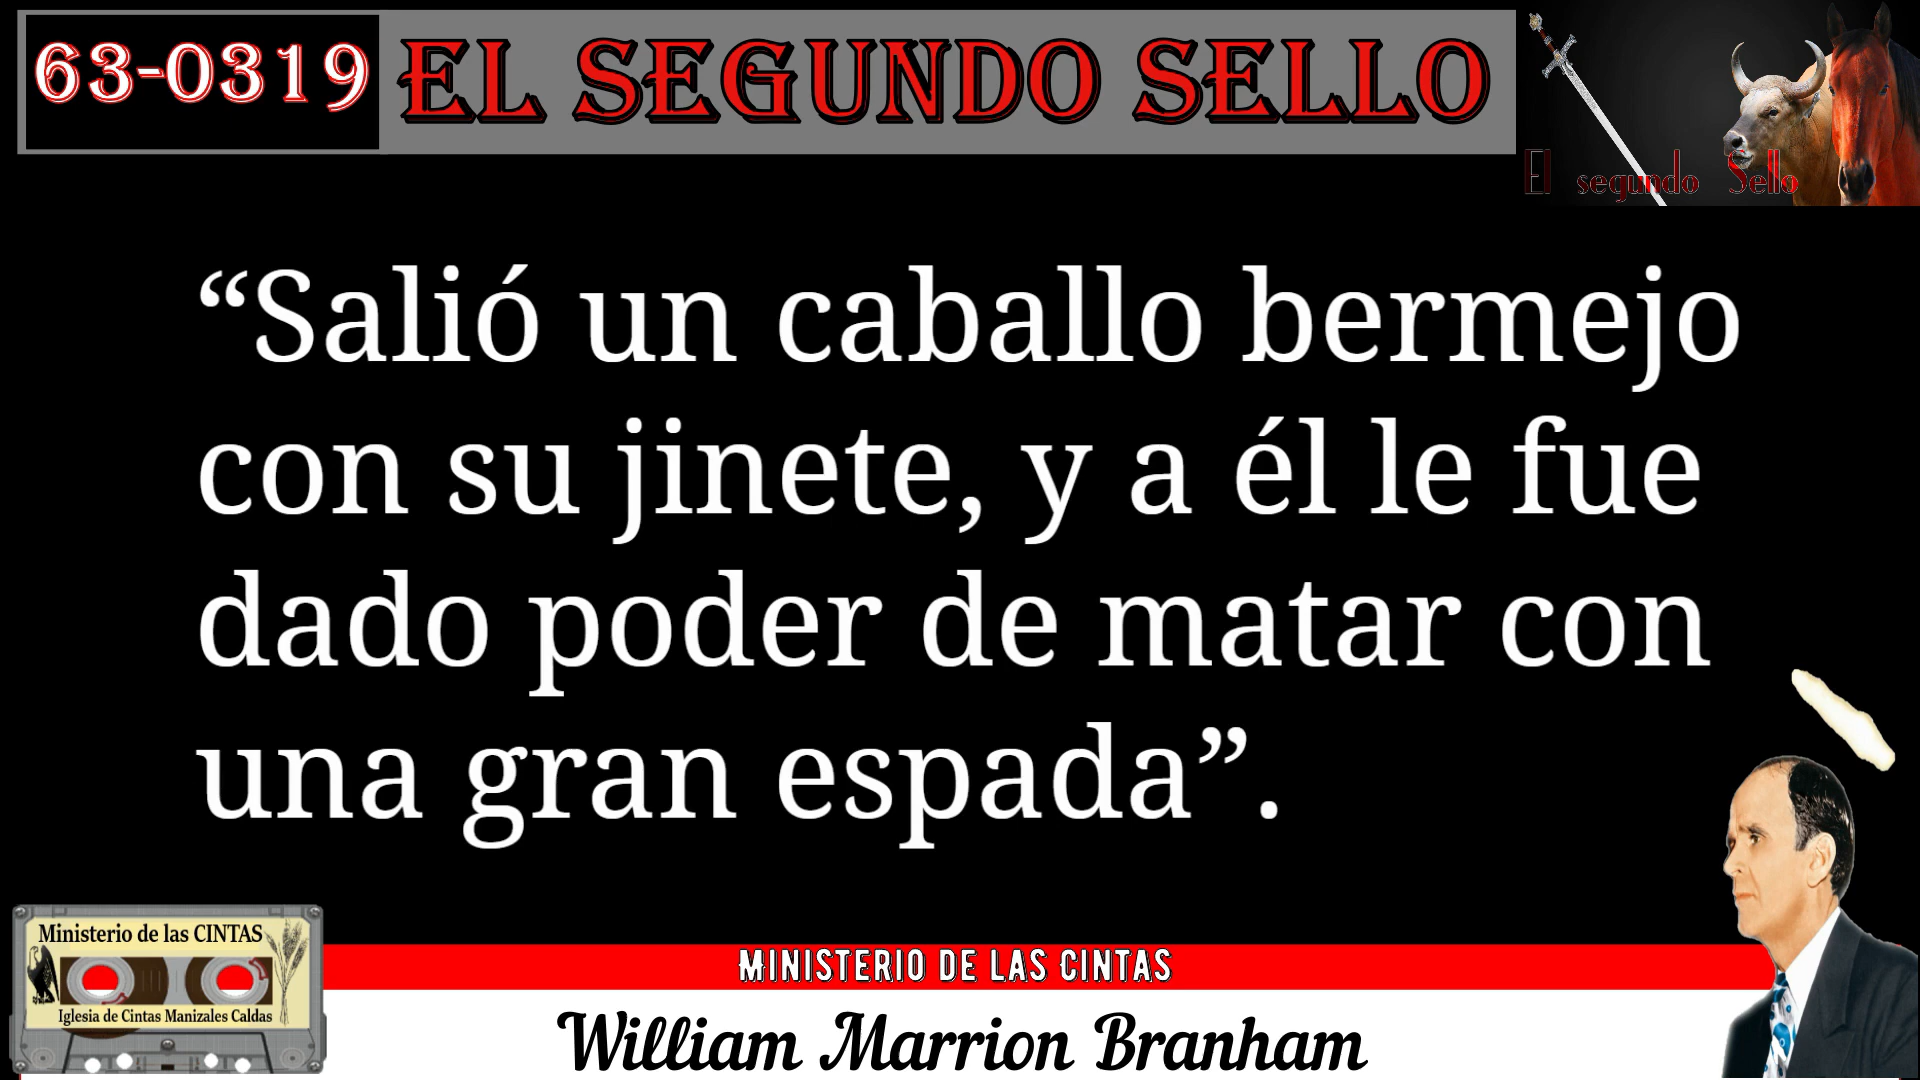 63-0319
EL SEGUNDO SELLO
El segundo Sello
“Salió un caballo bermejo
con su jinete, y a él le fue
dado poder de matar con
una gran espada”.
Ministerio de las CINTAS
Iglesia de Cintas Manizales Caldas
MINISTERIO DE LAS CINTAS
William Marrion Branham